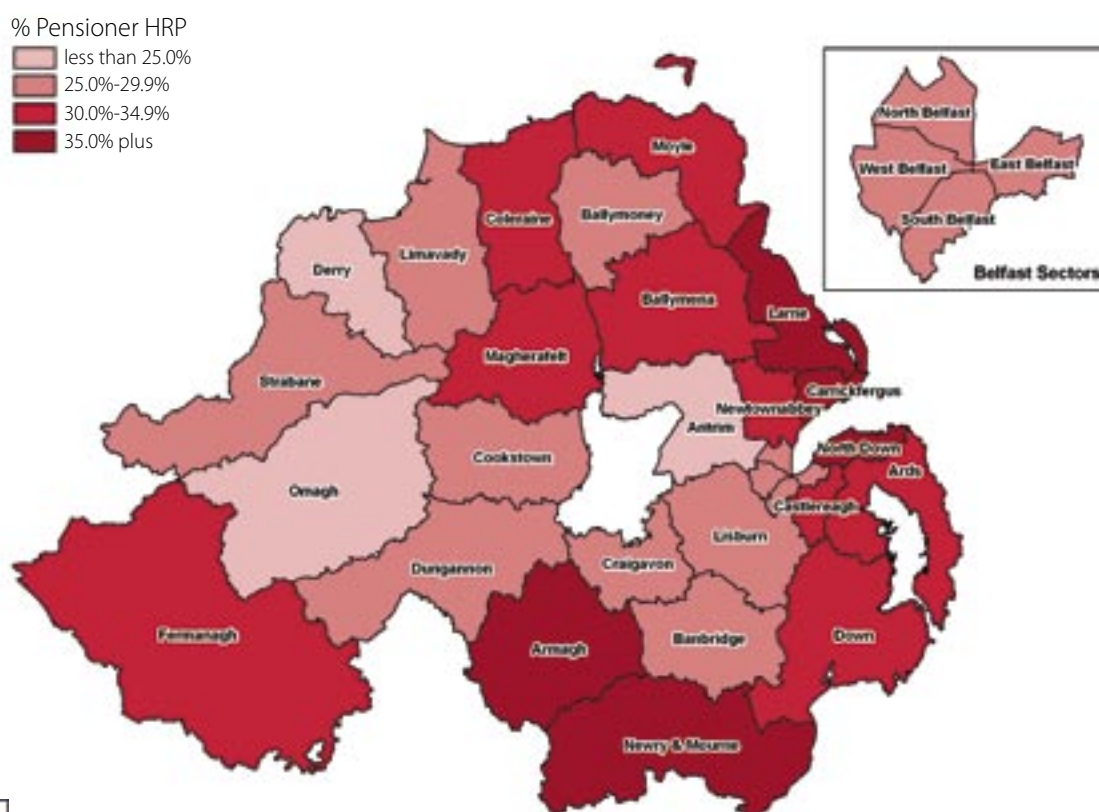 % Pensioner HRP
less than 25.0%
25.0%-29.9%
30.0%-34.9%
35.0% plus
North Belfast
West Belfast
East Belfast
South Belfast
Belfast Sectors
Moyle
Coleraine
Ballymoney
Limavady
Derry
Ballymena
Larne
Magherafelt
Strabane
Carrickfergus
Newtownabbey
Antrim
North Down
Ards
Cookstown
Omagh
Castlereagh
Lisburn
Craigavon
Dungannon
Fermanagh
Banbridge
Down
Armagh
Newry & Mourne